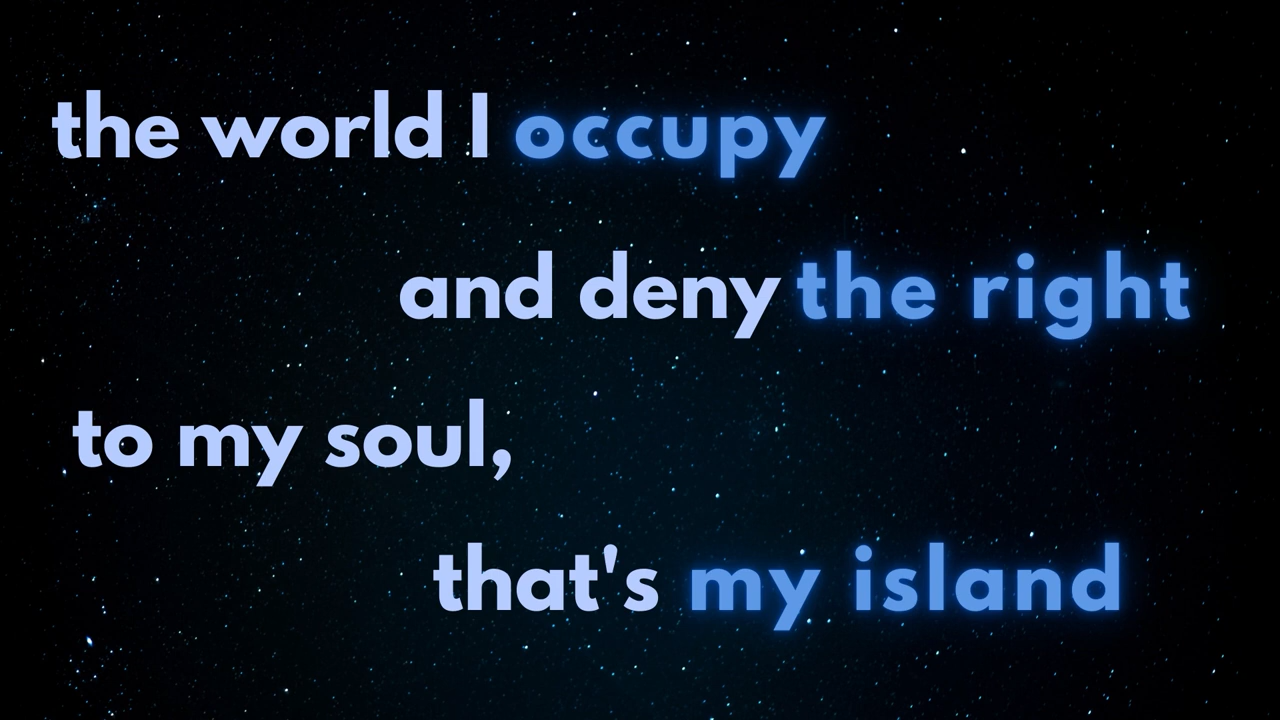 the world I occupy
and deny the right
to my soul,
that's my island